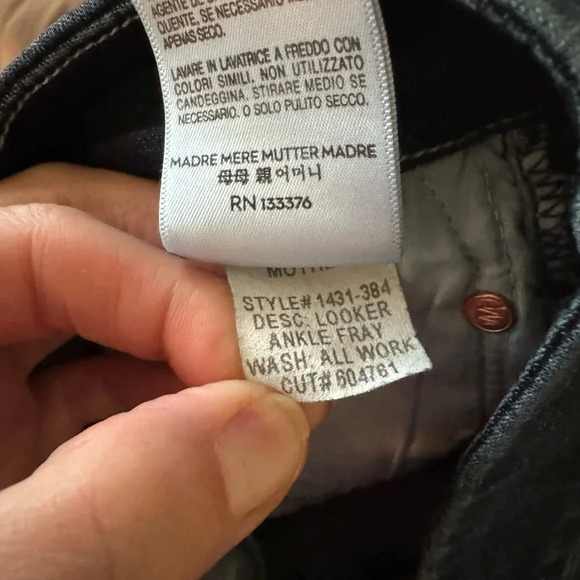 AGENTE DE
QUENTE, SE NECESSÁRIO
APENAS SECO.
LAVARE IN LAVATRICE A FREDDO CON
COLORI SIMILI. NON UTILIZZATO
CANDEGGINA. STIRARE MEDIO SE
NECESSARIO. O SOLO PULITO SECCO.
MADRE MERE MUTTER MADRE
母母 親 어머니
RN 133376
STYLE# 1431-384
DESC: LOOKER
ANKLE FRAY
WASH, ALL WORK
CUT# 604761